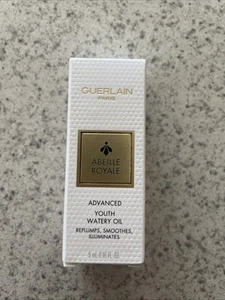 GUERLAIN
PARIS
ABEILLE
ROYALE
ADVANCED
YOUTH
WATERY OIL
REPLUMPS, SMOOTHES,
ILLUMINATES